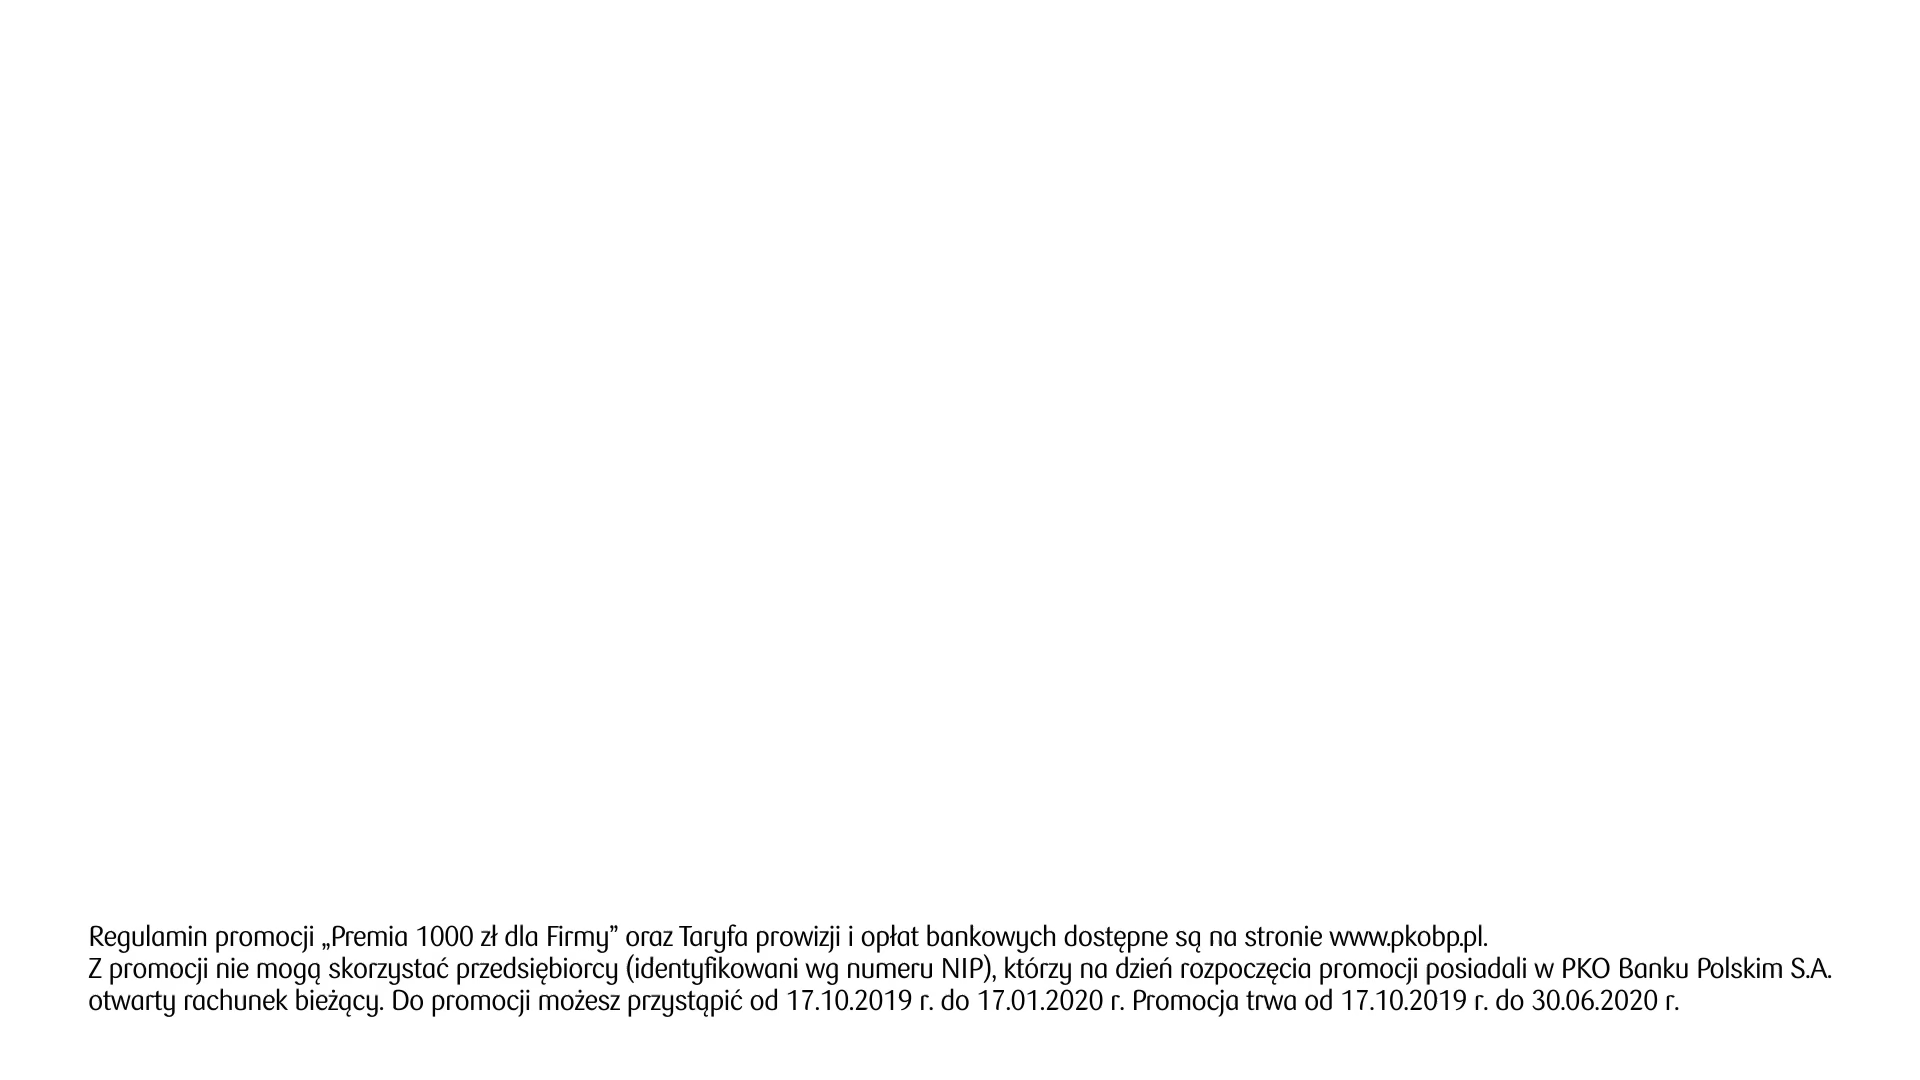 Regulamin promocji „Premia 1000 zł dla Firmy” oraz Taryfa prowizji i opłat bankowych dostępne są na stronie www.pkobp.pl.
Z promocji nie mogą skorzystać przedsiębiorcy (identyfikowani wg numeru NIP), którzy na dzień rozpoczęcia promocji posiadali w PKO Banku Polskim S.A.
otwarty rachunek bieżący. Do promocji możesz przystąpić od 17.10.2019 r. do 17.01.2020 r. Promocja trwa od 17.10.2019 r. do 30.06.2020 r.